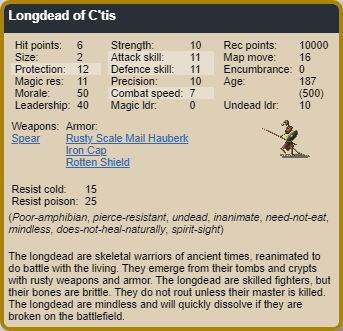 Longdead of C'tis
Hit points: 6 Strength: 10 Rec points: 10000
Size: 2 Attack skill: 11 Map move: 16
Protection: 12 Defence skill: 11 Encumbrance: 0
Magic res: 11 Precision: 10 Age: 187
Morale: 50 Combat speed: 7 (500)
Leadership: 40 Magic ldr: 0 Undead ldr: 10
Weapons: Armor:
Spear Rusty Scale Mail Hauberk
Iron Cap
Rotten Shield
Resist cold: 15
Resist poison: 25
(Poor-amphibian, pierce-resistant, undead, inanimate, need-not-eat,
mindless, does-not-heal-naturally, spirit-sight)
The longdead are skeletal warriors of ancient times, reanimated to
do battle with the living. They emerge from their tombs and crypts
with rusty weapons and armor. The longdead are skilled fighters, but
their bones are brittle. They do not rout unless their master is killed.
The longdead are mindless and will quickly dissolve if they are
broken on the battlefield.